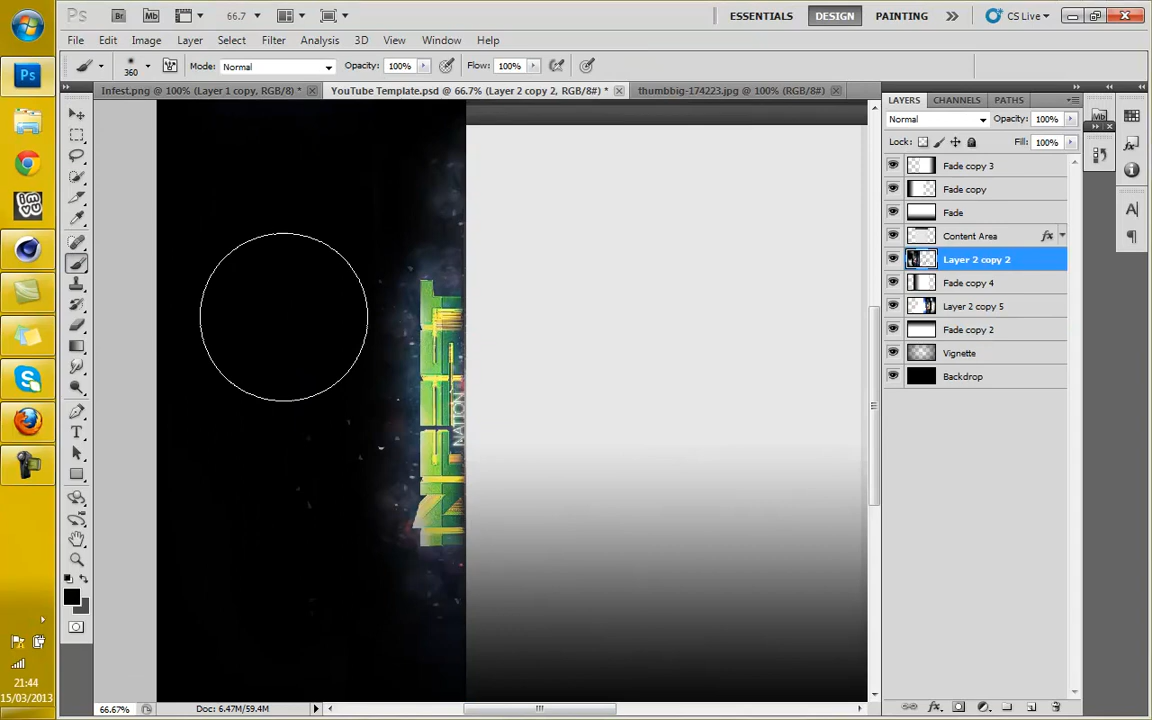 Ps Br Mb 66.7 ESSENTIALS DESIGN PAINTING CS Live
File Edit Image Layer Select Filter Analysis 3D View Window Help
360 Mode: Normal Opacity: 100% Flow: 100%
Infest.png @ 100% (Layer 1 copy, RGB/8) * YouTube Template.psd @ 66.7% (Layer 2 copy 2, RGB/8#) * thumbbig-174223.jpg @ 100% (RGB/8#)
LAYERS CHANNELS PATHS
Normal Opacity: 100%
Lock: Fill: 100%
Fade copy 3
Fade copy
Fade
Content Area fx
Layer 2 copy 2
Fade copy 4
Layer 2 copy 5
Fade copy 2
Vignette
Backdrop
Ps
Mb
NATION
21:44
15/03/2013
66.67% Doc: 6.47M/59.4M